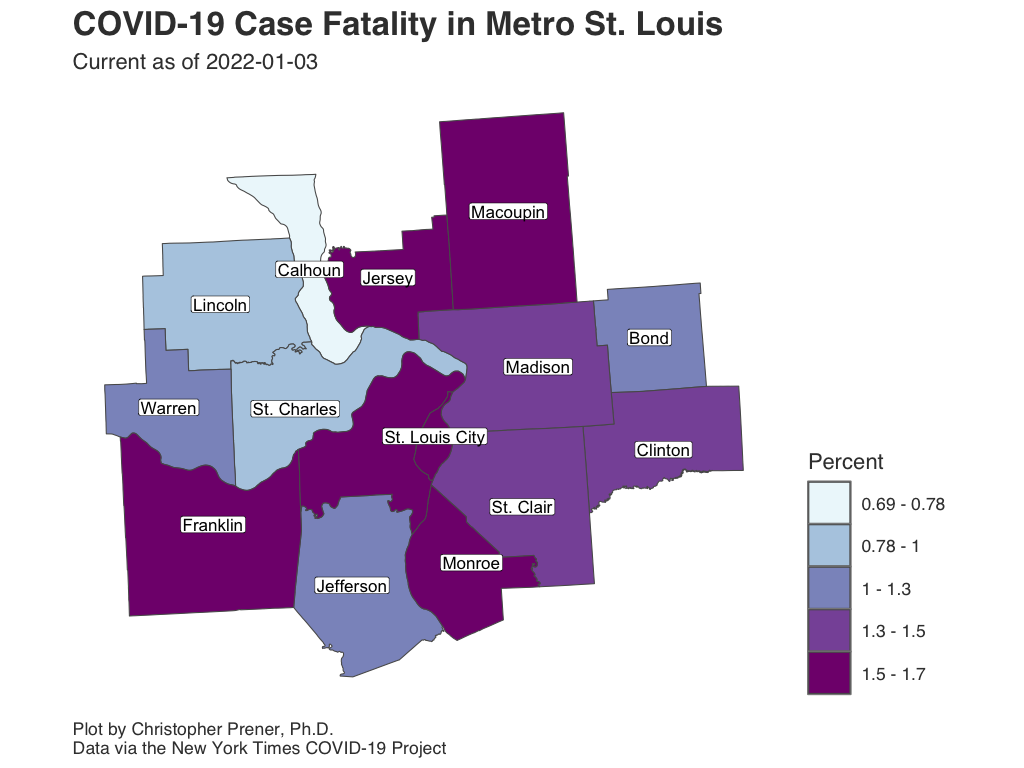 COVID-19 Case Fatality in Metro St. Louis
Current as of 2022-01-03
Macoupin
Calhoun
Jersey
Lincoln
Bond
Madison
Warren
St. Charles
St. Louis City
Clinton
St. Clair
Franklin
Monroe
Jefferson
Percent
0.69 - 0.78
0.78 - 1
1 - 1.3
1.3 - 1.5
1.5 - 1.7
Plot by Christopher Prener, Ph.D.
Data via the New York Times COVID-19 Project